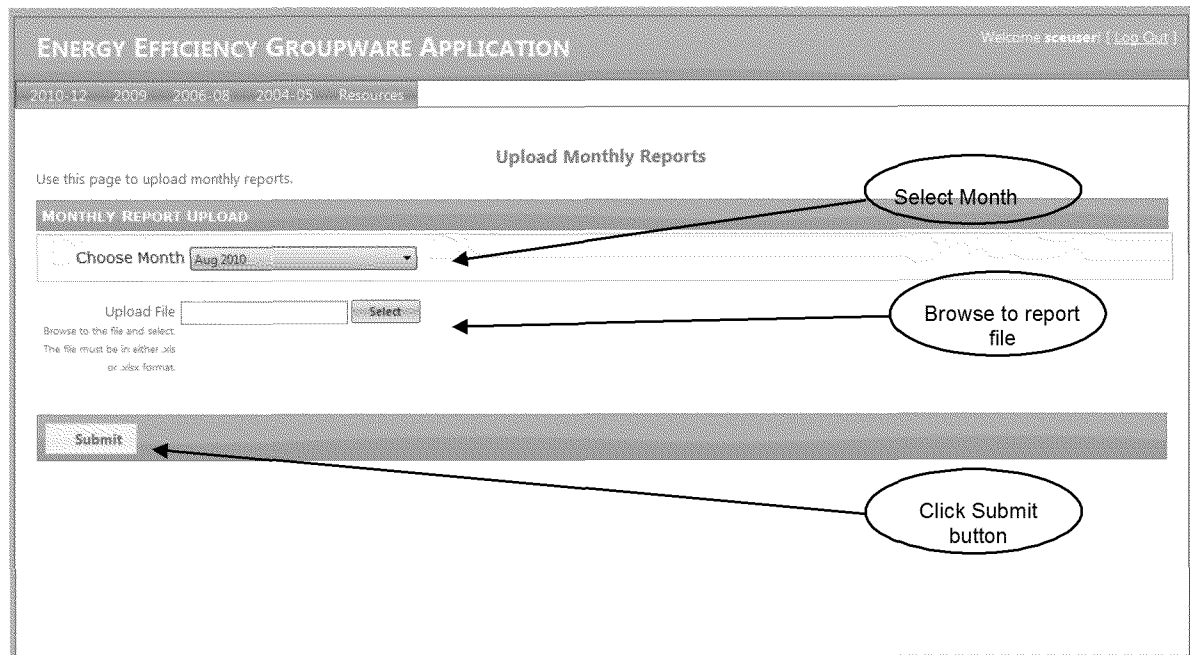 ENERGY EFFICIENCY GROUPWARE APPLICATION
Welcome sceuser! [ Log Out ]
2010-12 2009 2006-08 2004-05 Resources
Upload Monthly Reports
Use this page to upload monthly reports.
MONTHLY REPORT UPLOAD
Select Month
Choose Month Aug 2010
Upload File Select
Browse to the file and select.
The file must be in either .xls
or .xlsx format.
Browse to report
file
Submit
Click Submit
button